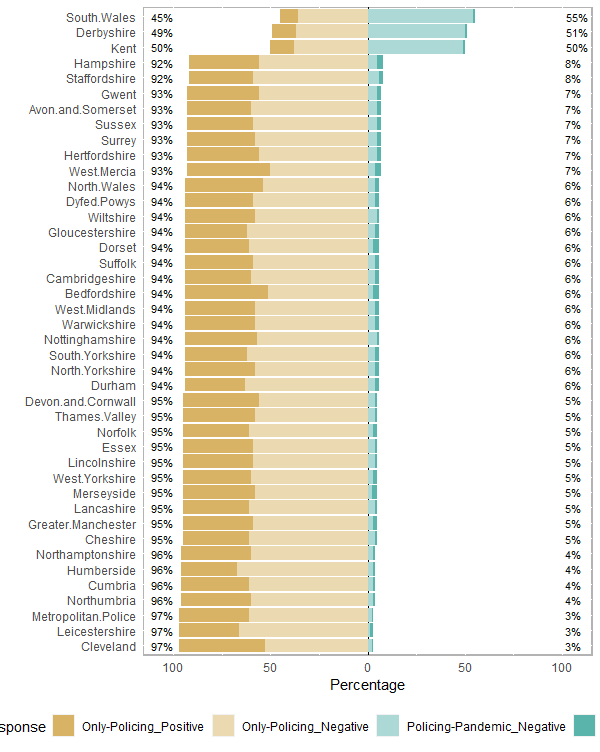 South.Wales 45% 55%
Derbyshire 49% 51%
Kent 50% 50%
Hampshire 92% 8%
Staffordshire 92% 8%
Gwent 93% 7%
Avon.and.Somerset 93% 7%
Sussex 93% 7%
Surrey 93% 7%
Hertfordshire 93% 7%
West.Mercia 93% 7%
North.Wales 94% 6%
Dyfed.Powys 94% 6%
Wiltshire 94% 6%
Gloucestershire 94% 6%
Dorset 94% 6%
Suffolk 94% 6%
Cambridgeshire 94% 6%
Bedfordshire 94% 6%
West.Midlands 94% 6%
Warwickshire 94% 6%
Nottinghamshire 94% 6%
South.Yorkshire 94% 6%
North.Yorkshire 94% 6%
Durham 94% 6%
Devon.and.Cornwall 95% 5%
Thames.Valley 95% 5%
Norfolk 95% 5%
Essex 95% 5%
Lincolnshire 95% 5%
West.Yorkshire 95% 5%
Merseyside 95% 5%
Lancashire 95% 5%
Greater.Manchester 95% 5%
Cheshire 95% 5%
Northamptonshire 96% 4%
Humberside 96% 4%
Cumbria 96% 4%
Northumbria 96% 4%
Metropolitan.Police 97% 3%
Leicestershire 97% 3%
Cleveland 97% 3%
100 50 0 50 100
Percentage
sponse Only-Policing_Positive Only-Policing_Negative Policing-Pandemic_Negative